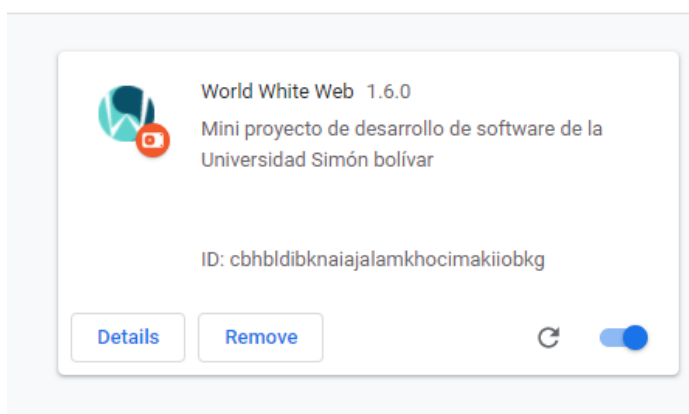 World White Web 1.6.0
Mini proyecto de desarrollo de software de la
Universidad Simón bolívar
ID: cbhbldibknaiajalamkhocimakiiobkg
Details Remove